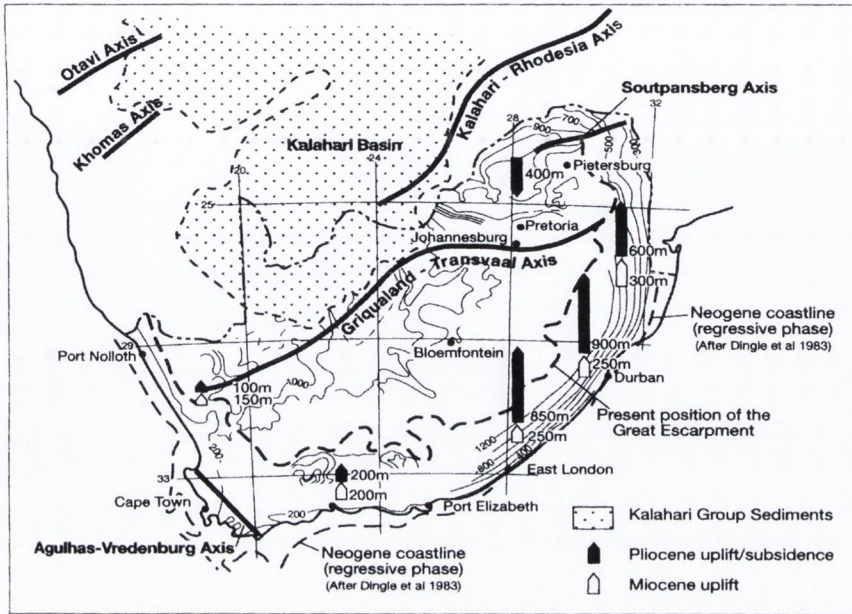 Otavi Axis
Khomas Axis
Kalahari Basin
Kalahari - Rhodesia Axis
Soutpansberg Axis
28
32
900
700
500
300
Pietersburg
400m
24
20
25
Pretoria
Johannesburg
Griqualand Transvaal Axis
600m
300m
Neogene coastline
(regressive phase)
(After Dingle et al 1983)
29
Port Nolloth
Bloemfontein
900m
250m
Durban
100m
150m
Present position of the
Great Escarpment
850m
250m
1200
800
400
200
33
200m
200m
East London
Cape Town
200
Port Elizabeth
Agulhas-Vredenburg Axis
Neogene coastline
(regressive phase)
(After Dingle et al 1983)
Kalahari Group Sediments
Pliocene uplift/subsidence
Miocene uplift